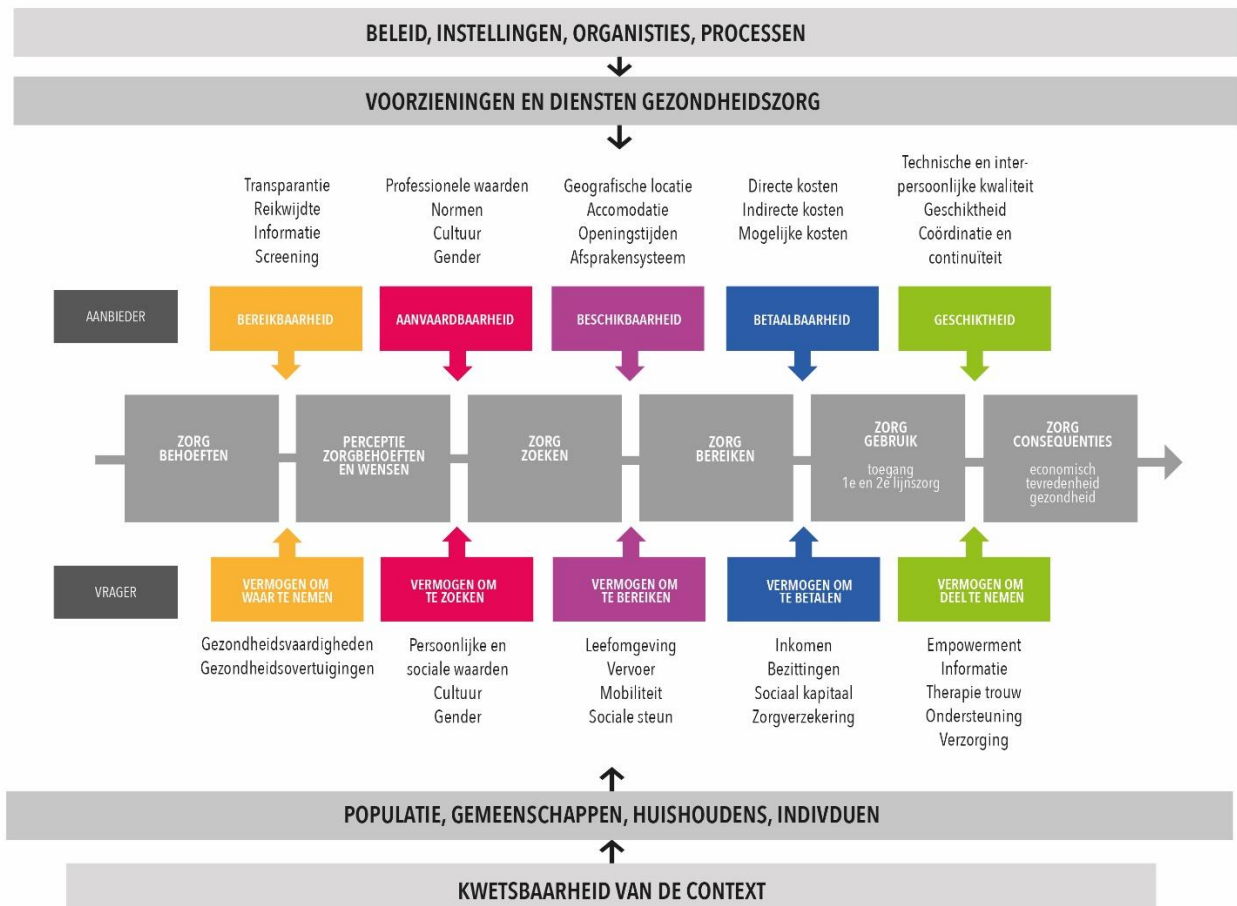 BELEID, INSTELLINGEN, ORGANISTIES, PROCESSEN
VOORZIENINGEN EN DIENSTEN GEZONDHEIDSZORG
Transparantie
Reikwijdte
Informatie
Screening
Professionele waarden
Normen
Cultuur
Gender
Geografische locatie
Accomodatie
Openingstijden
Afsprakensysteem
Directe kosten
Indirecte kosten
Mogelijke kosten
Technische en inter-
persoonlijke kwaliteit
Geschiktheid
Coördinatie en
continuïteit
AANBIEDER
BEREIKBAARHEID
AANVAARDBAARHEID
BESCHIKBAARHEID
BETAALBAARHEID
GESCHIKTHEID
ZORG
BEHOEFTEN
PERCEPTIE
ZORGBEHOEFTEN
EN WENSEN
ZORG
ZOEKEN
ZORG
BEREIKEN
ZORG
GEBRUIK
toegang
1e en 2e lijnszorg
ZORG
CONSEQUENTIES
economisch
tevredenheid
gezondheid
VRAGER
VERMOGEN OM
WAAR TE NEMEN
VERMOGEN OM
TE ZOEKEN
VERMOGEN OM
TE BEREIKEN
VERMOGEN OM
TE BETALEN
VERMOGEN OM
DEEL TE NEMEN
Gezondheidsvaardigheden
Gezondheidsovertuigingen
Persoonlijke en
sociale waarden
Cultuur
Gender
Leefomgeving
Vervoer
Mobiliteit
Sociale steun
Inkomen
Bezittingen
Sociaal kapitaal
Zorgverzekering
Empowerment
Informatie
Therapie trouw
Ondersteuning
Verzorging
POPULATIE, GEMEENSCHAPPEN, HUISHOUDENS, INDIVDUEN
KWETSBAARHEID VAN DE CONTEXT